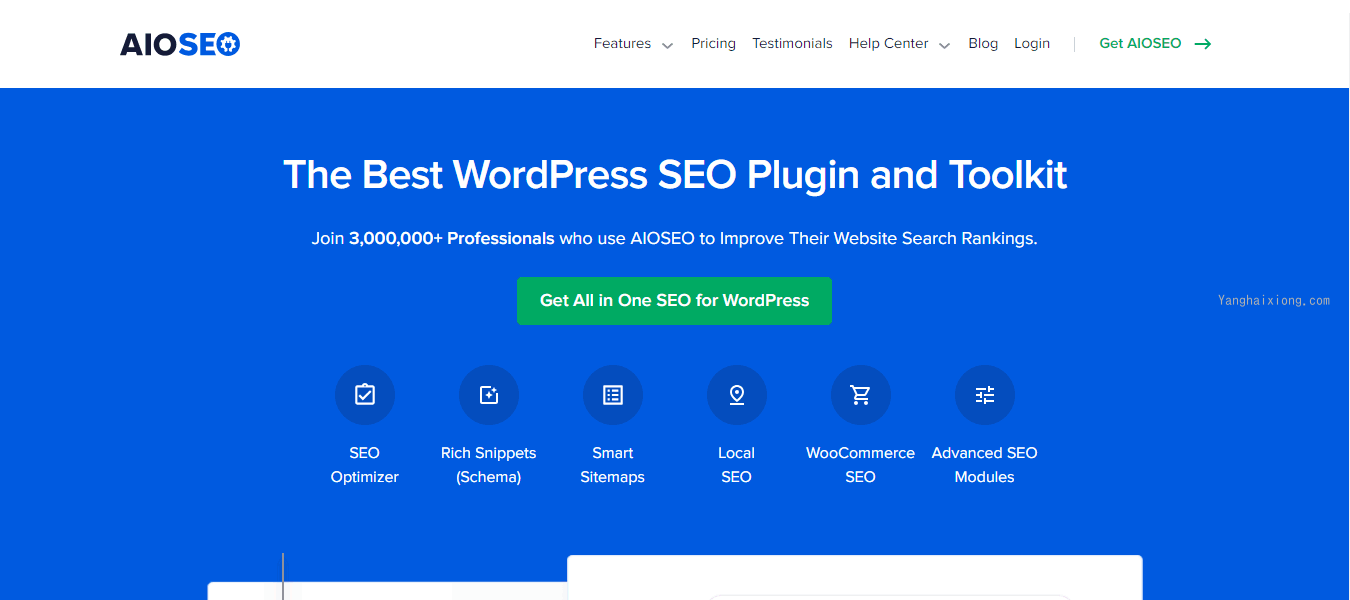 AIOSEO
Features Pricing Testimonials Help Center Blog Login Get AIOSEO
The Best WordPress SEO Plugin and Toolkit
Join 3,000,000+ Professionals who use AIOSEO to Improve Their Website Search Rankings.
Get All in One SEO for WordPress
Yanghaixiong.com
SEO
Optimizer
Rich Snippets
(Schema)
Smart
Sitemaps
Local
SEO
WooCommerce
SEO
Advanced SEO
Modules